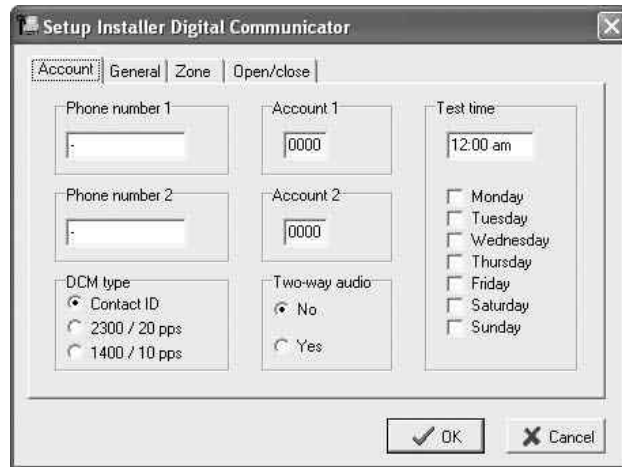 Setup Installer Digital Communicator
Account General Zone Open/close
Phone number 1
-
Account 1
0000
Test time
12:00 am
Phone number 2
-
Account 2
0000
Monday
Tuesday
Wednesday
Thursday
Friday
Saturday
Sunday
DCM type
Contact ID
2300 / 20 pps
1400 / 10 pps
Two-way audio
No
Yes
OK Cancel